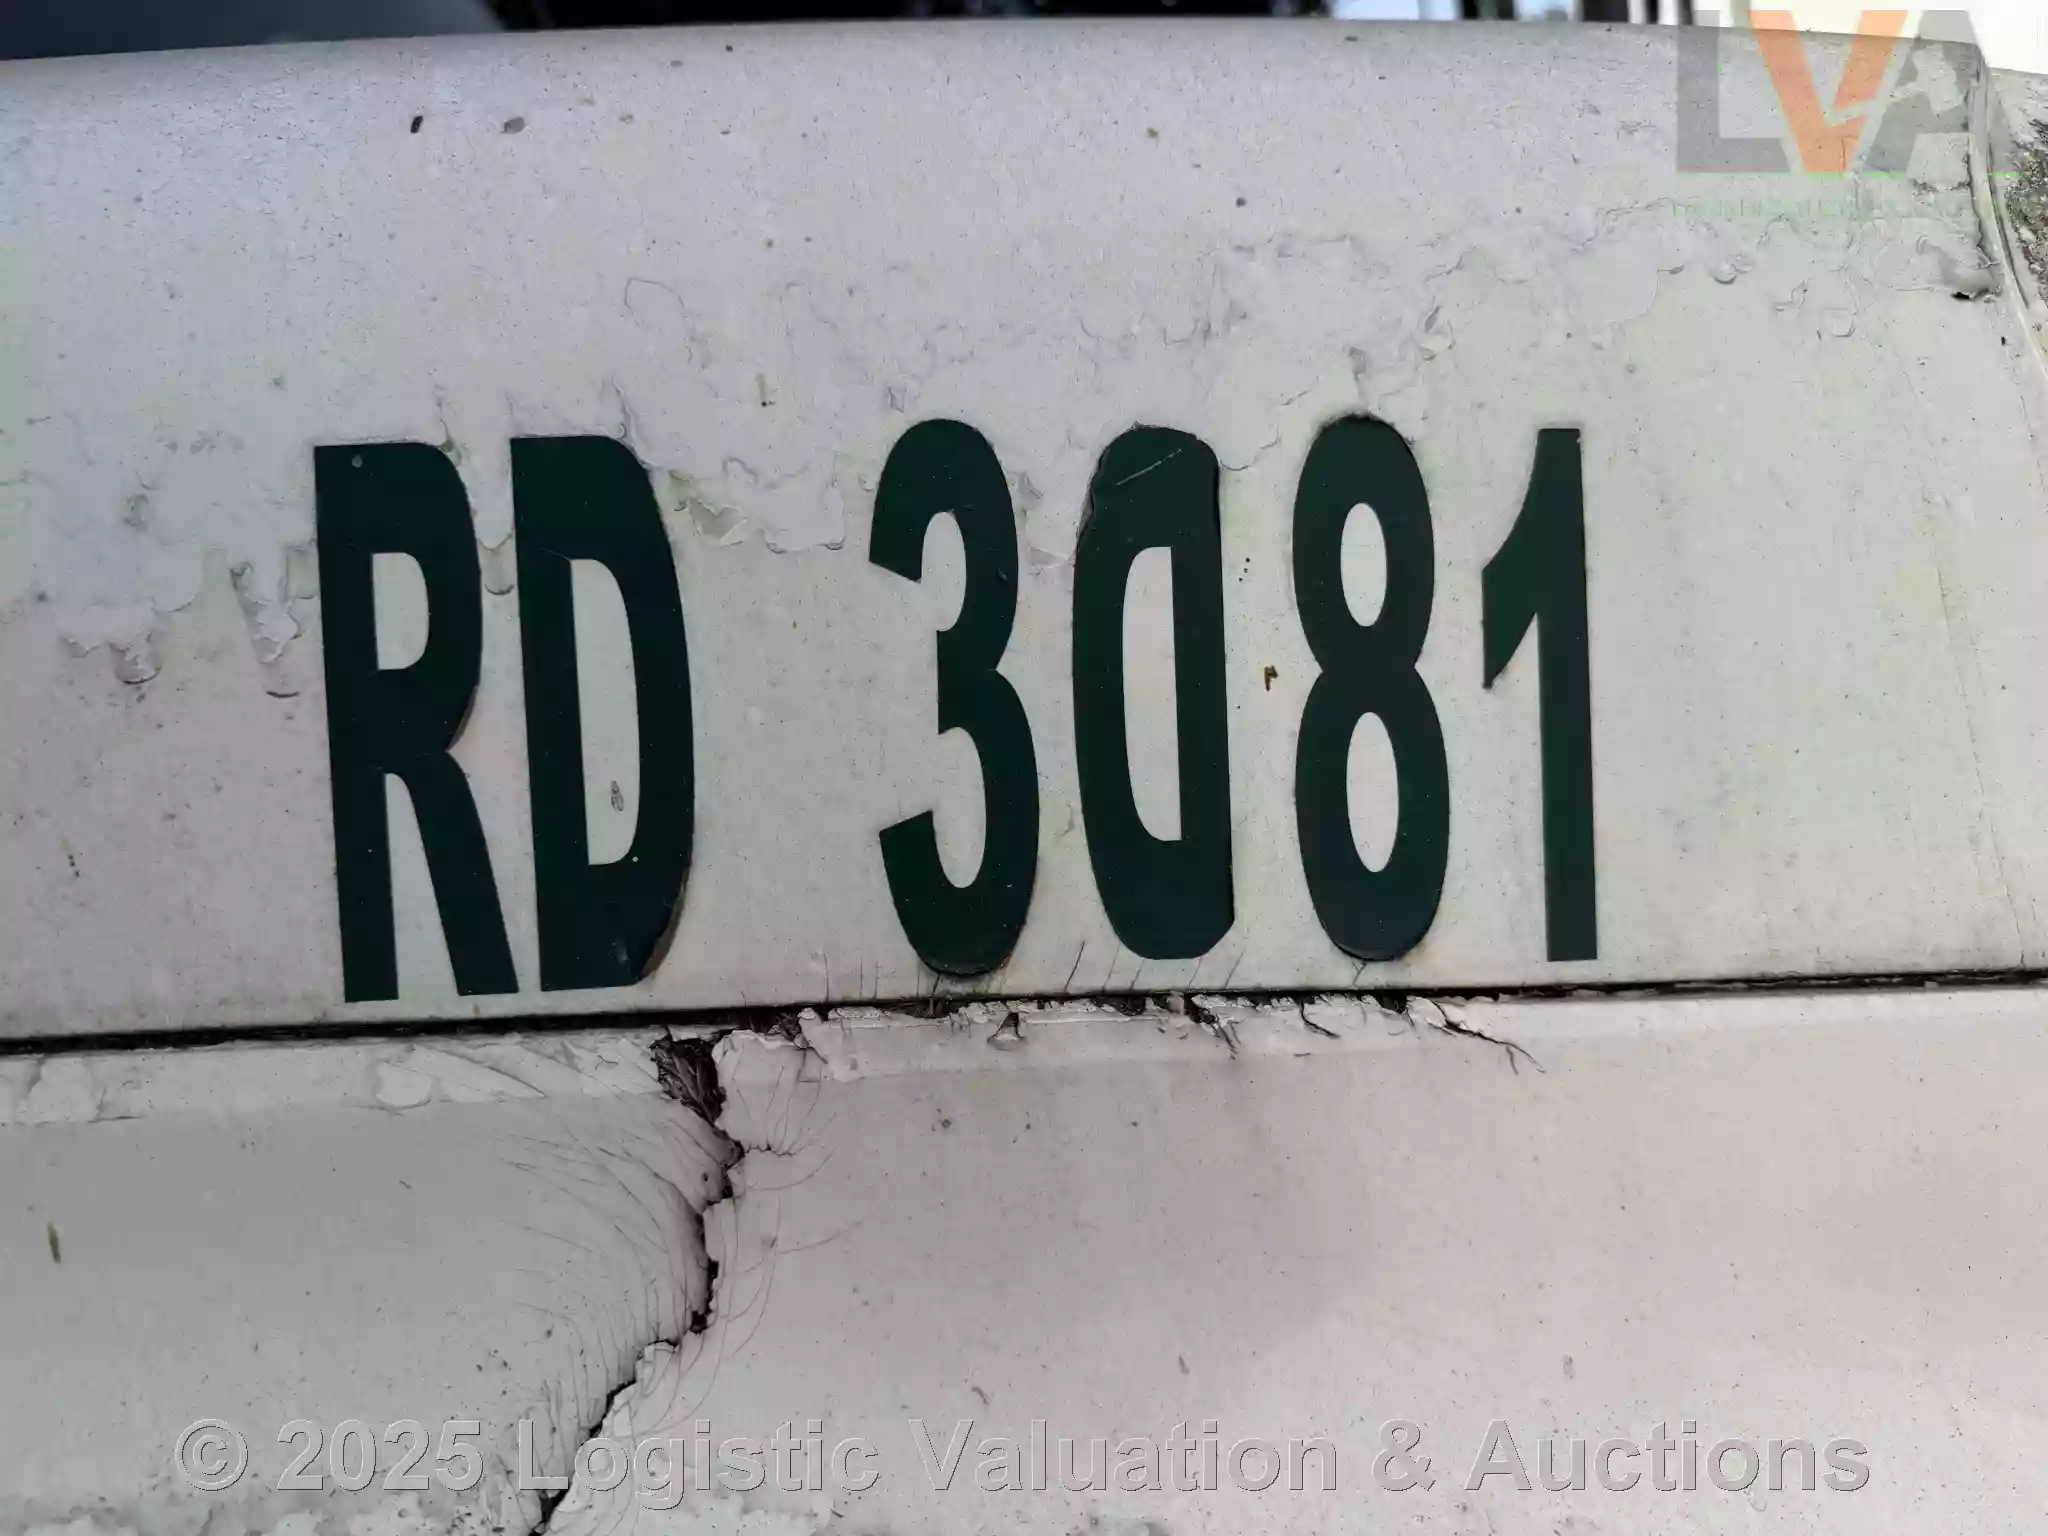 LVA
RD 3081
© 2025 Logistic Valuation & Auctions